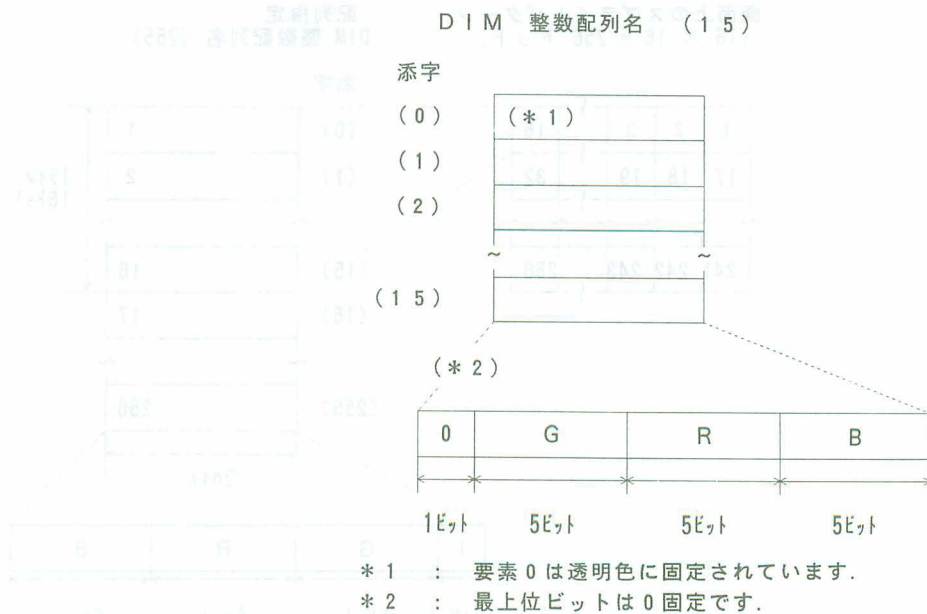 DIM 整数配列名 (15)
添字
(0) (*1)
(1)
(2)
~ ~
(15)
(*2)
0 G R B
1ビット 5ビット 5ビット 5ビット
*1 : 要素0は透明色に固定されています.
*2 : 最上位ビットは0固定です.